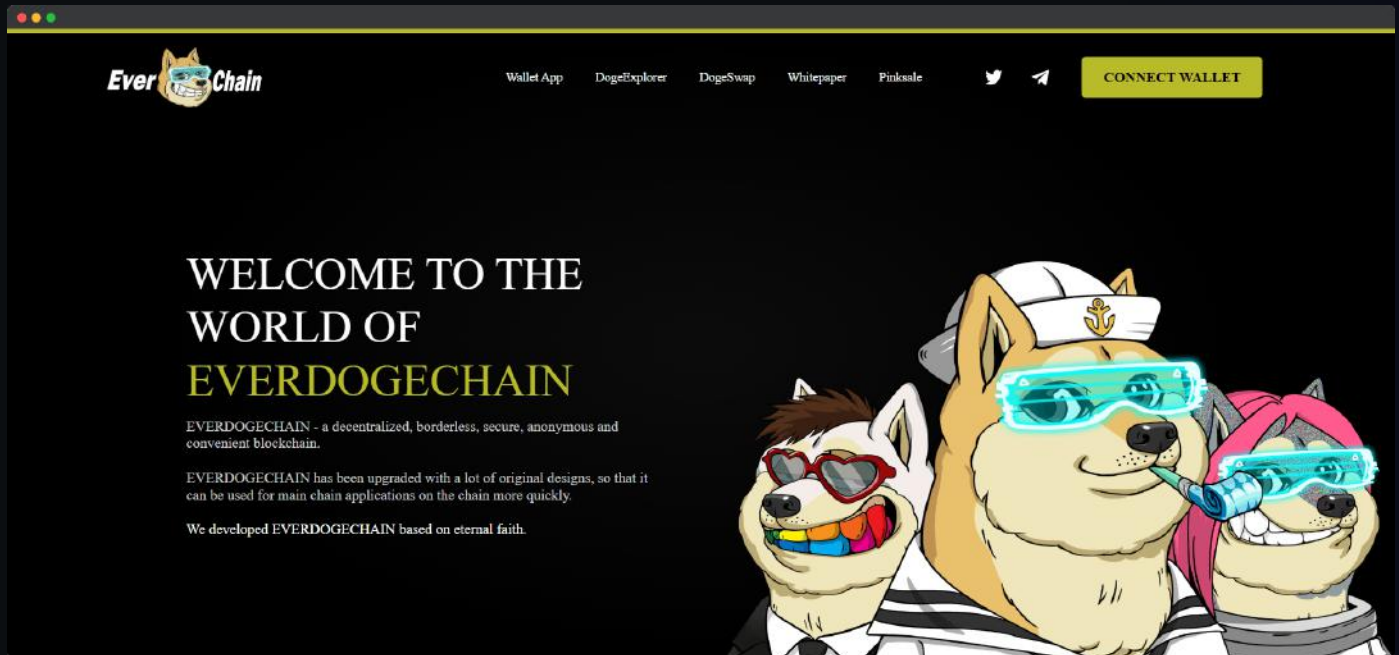 Ever Chain
Wallet App
DogeExplorer
DogeSwap
Whitepaper
Pinksale
CONNECT WALLET
WELCOME TO THE
WORLD OF
EVERDOGECHAIN
EVERDOGECHAIN - a decentralized, borderless, secure, anonymous and
convenient blockchain.
EVERDOGECHAIN has been upgraded with a lot of original designs, so that it
can be used for main chain applications on the chain more quickly.
We developed EVERDOGECHAIN based on eternal faith.